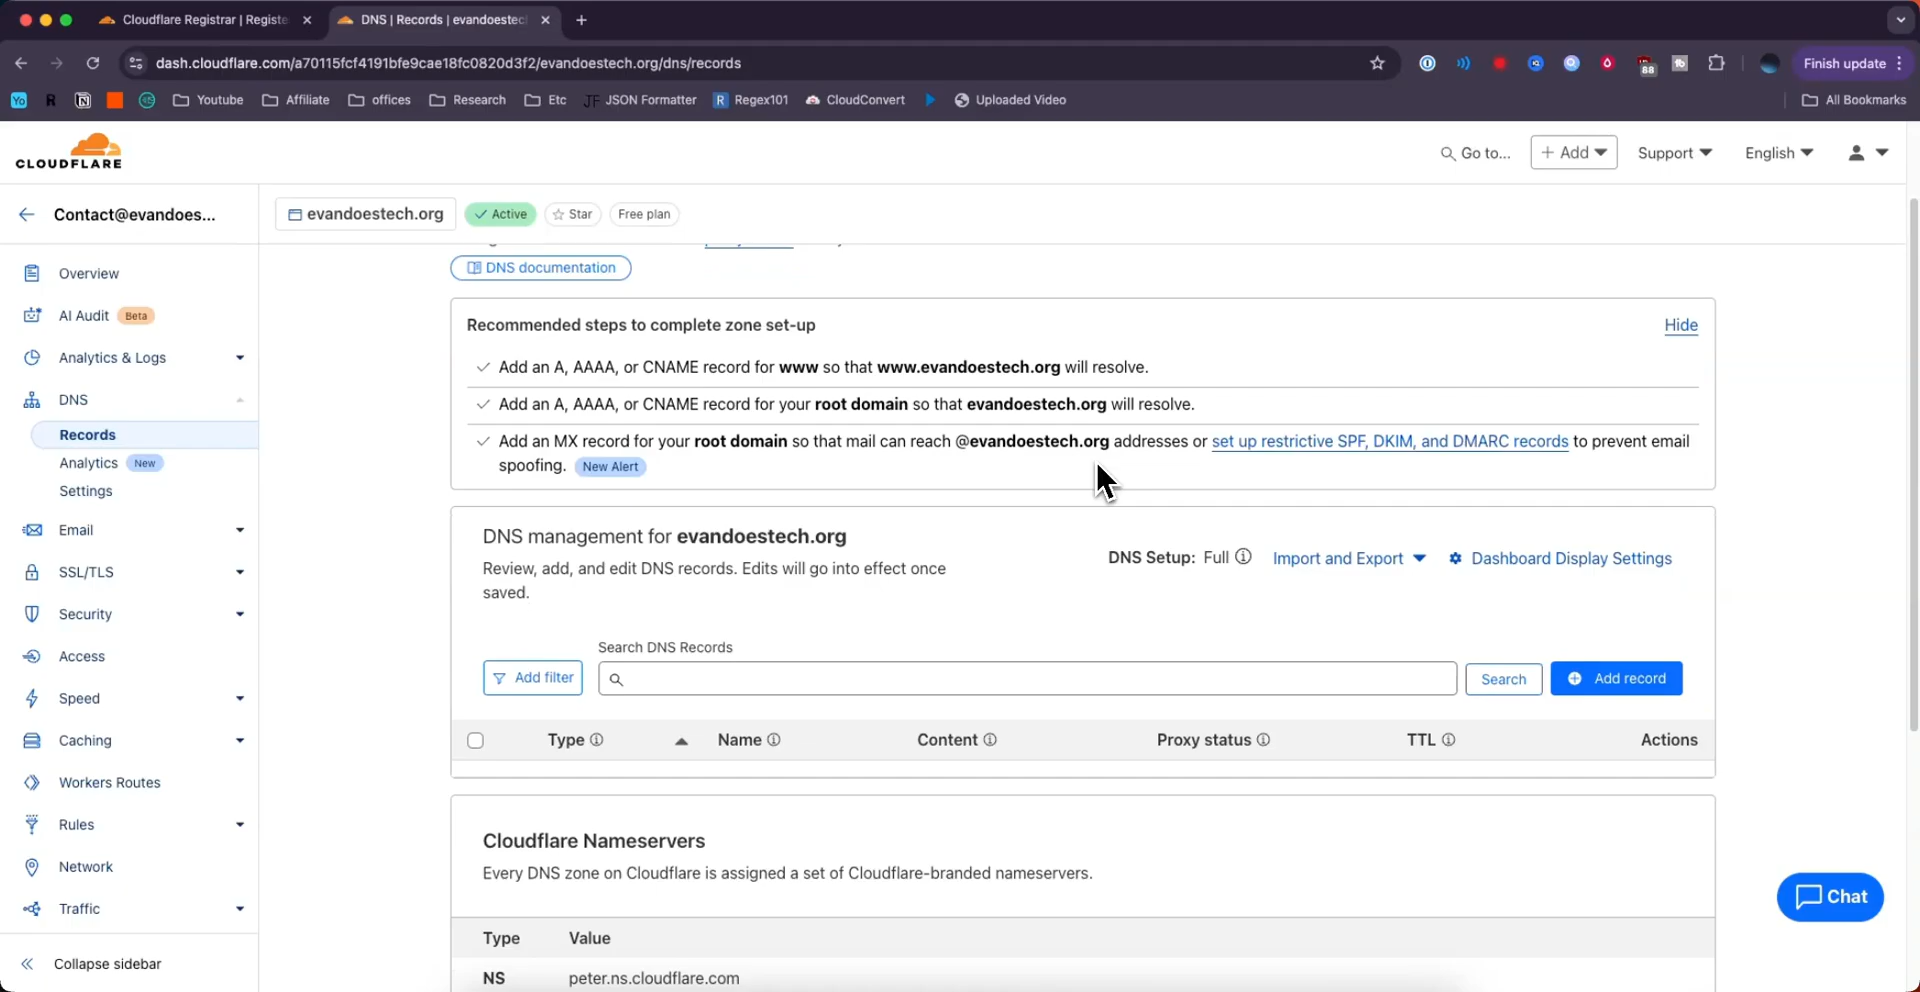 Cloudflare Registrar | Registe
DNS | Records | evandoestec
dash.cloudflare.com/a70115fcf4191bfe9cae18fc0820d3f2/evandoestech.org/dns/records
88
Finish update
Yo
R
Youtube
Affiliate
offices
Research
Etc
JF JSON Formatter
R Regex101
CloudConvert
Uploaded Video
All Bookmarks
CLOUDFLARE
Go to...
+ Add
Support
English
Contact@evandoes...
evandoestech.org
Active
Star
Free plan
Overview
AI Audit Beta
Analytics & Logs
DNS
Records
Analytics New
Settings
Email
SSL/TLS
Security
Access
Speed
Caching
Workers Routes
Rules
Network
Traffic
Collapse sidebar
DNS documentation
Recommended steps to complete zone set-up
Hide
Add an A, AAAA, or CNAME record for www so that www.evandoestech.org will resolve.
Add an A, AAAA, or CNAME record for your root domain so that evandoestech.org will resolve.
Add an MX record for your root domain so that mail can reach @evandoestech.org addresses or set up restrictive SPF, DKIM, and DMARC records to prevent email
spoofing. New Alert
DNS management for evandoestech.org
Review, add, and edit DNS records. Edits will go into effect once
saved.
DNS Setup: Full
Import and Export
Dashboard Display Settings
Search DNS Records
Add filter
Search
Add record
Type
Name
Content
Proxy status
TTL
Actions
Cloudflare Nameservers
Every DNS zone on Cloudflare is assigned a set of Cloudflare-branded nameservers.
Type Value
NS peter.ns.cloudflare.com
Chat